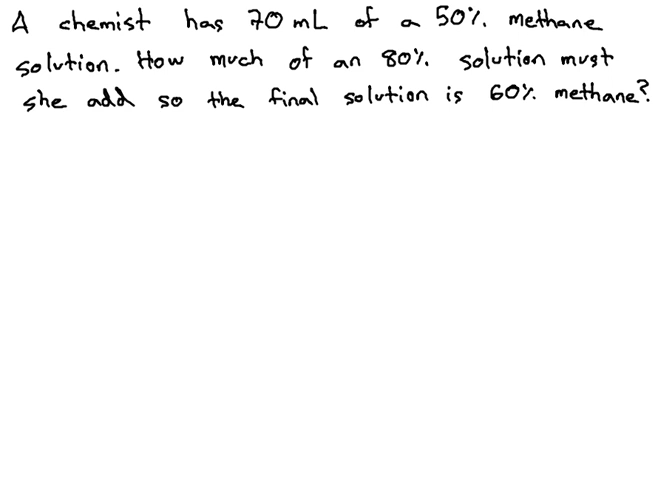 A chemist has 70 mL of a 50% methane
solution. How much of an 80% solution must
she add so the final solution is 60% methane?